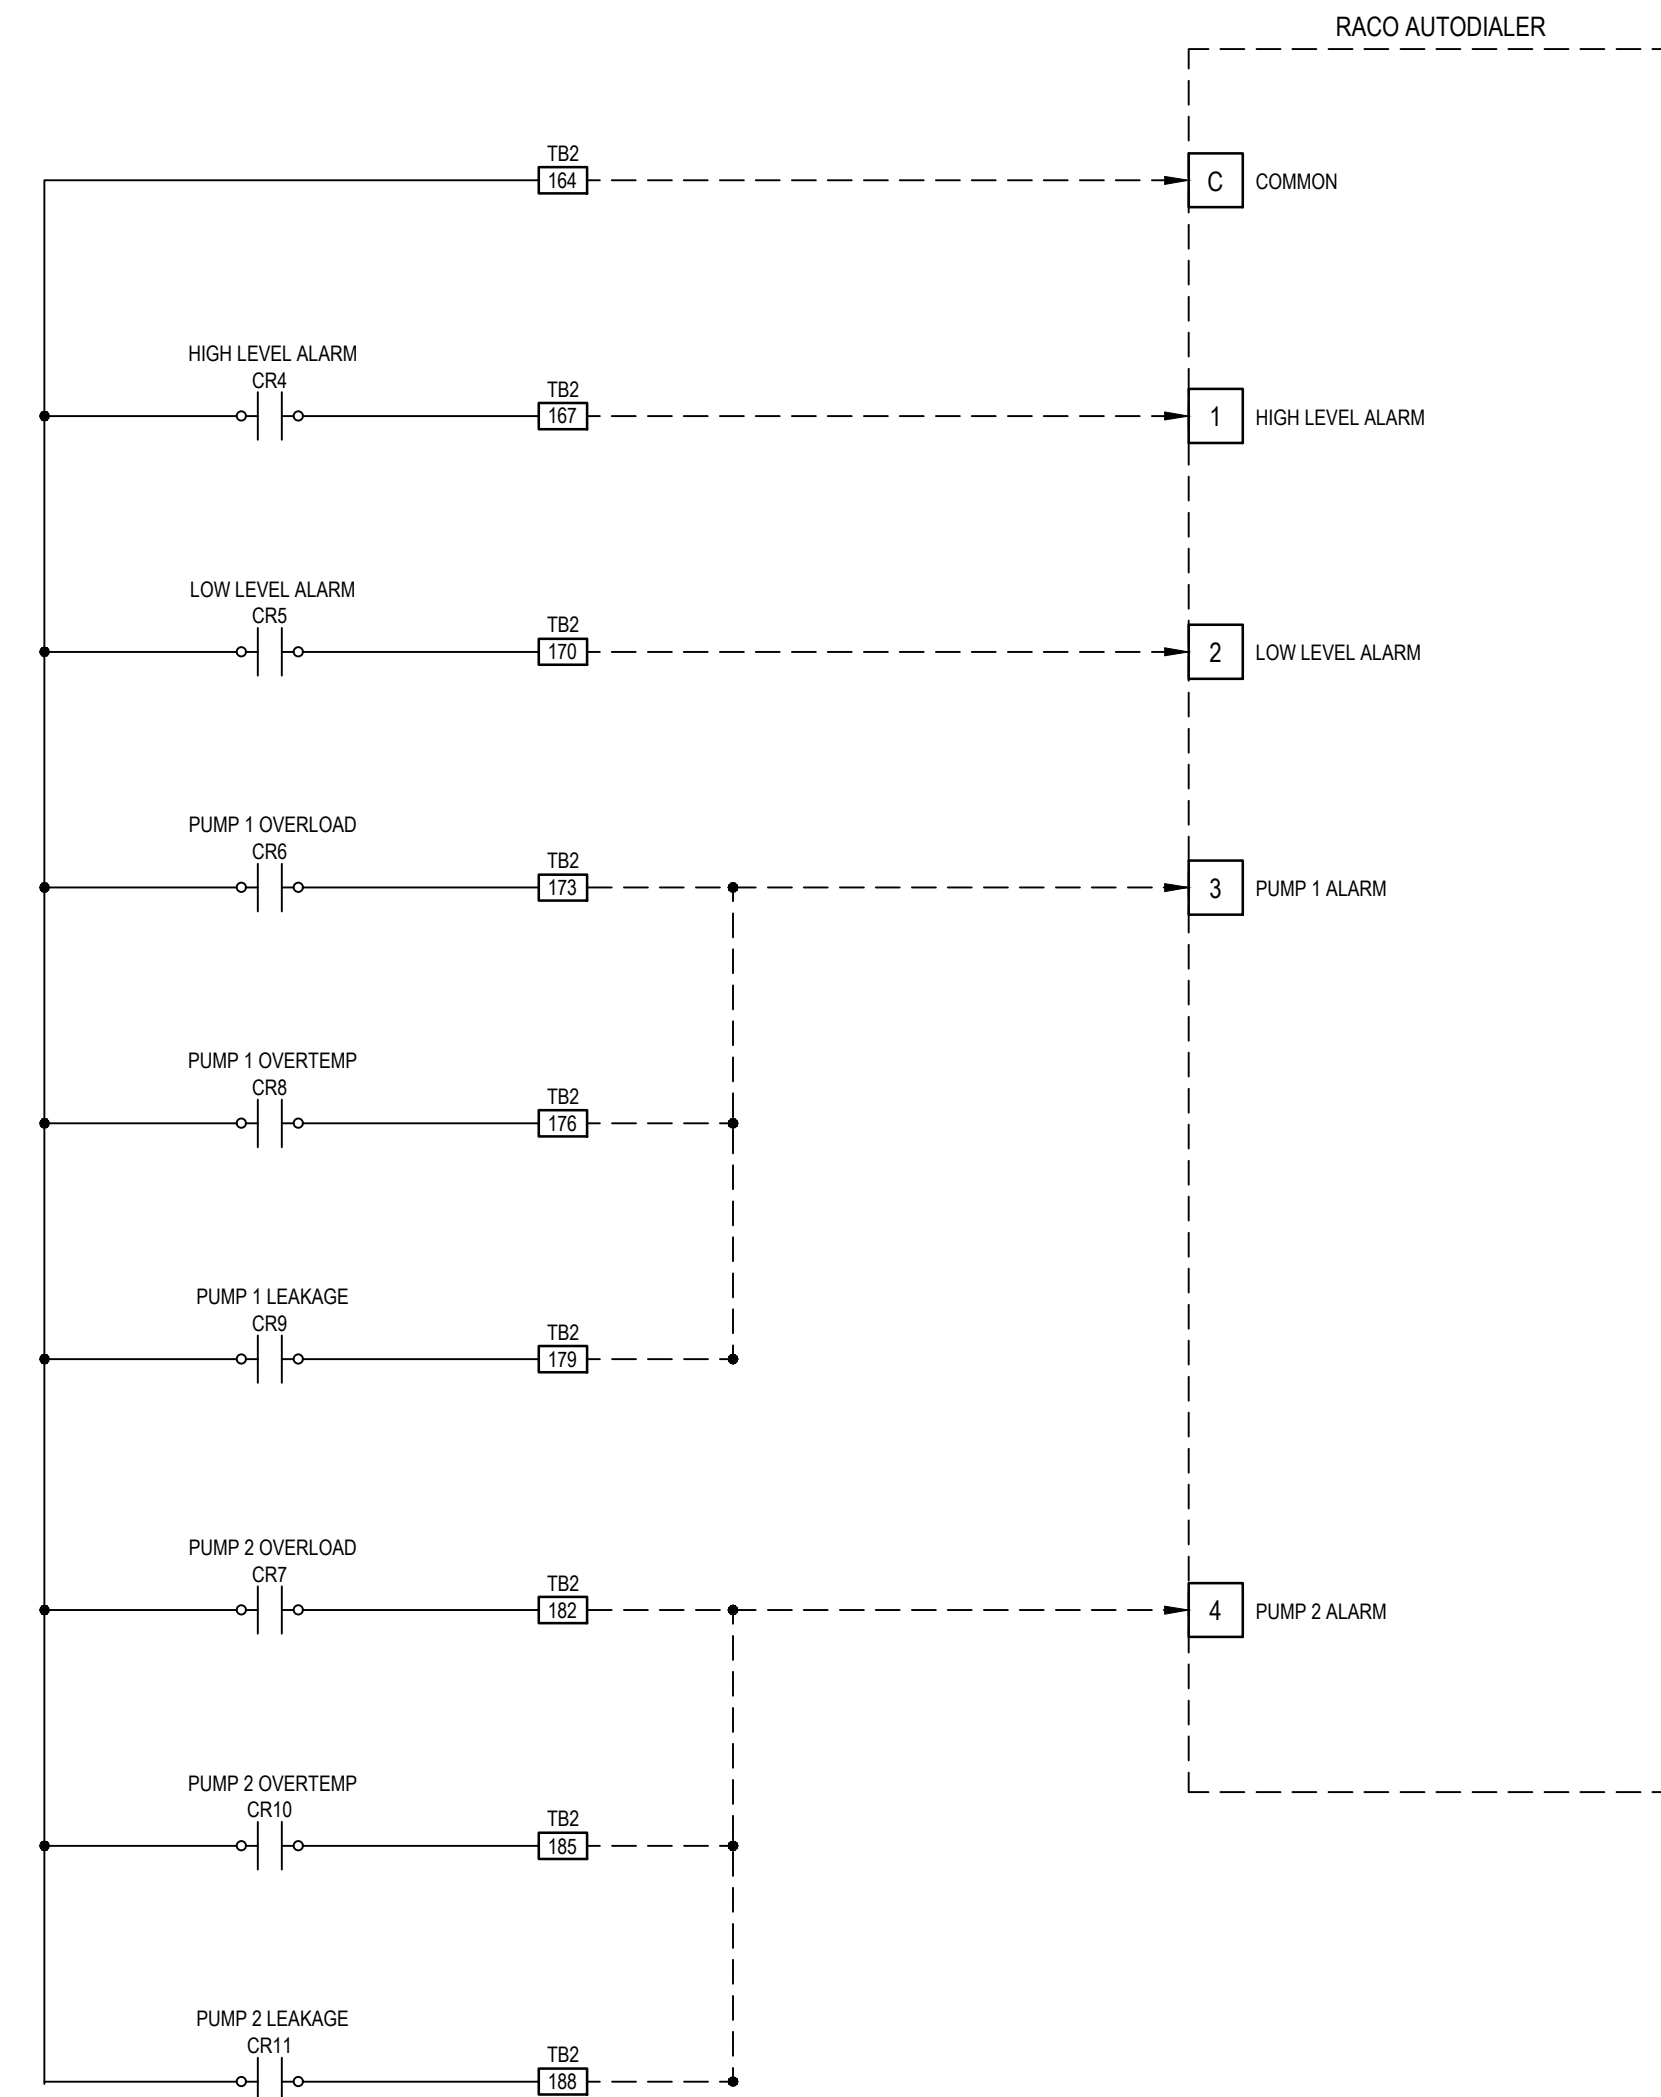 RACO AUTODIALER
TB2
164
C
COMMON
HIGH LEVEL ALARM
CR4
TB2
167
1
HIGH LEVEL ALARM
LOW LEVEL ALARM
CR5
TB2
170
2
LOW LEVEL ALARM
PUMP 1 OVERLOAD
CR6
TB2
173
3
PUMP 1 ALARM
PUMP 1 OVERTEMP
CR8
TB2
176
PUMP 1 LEAKAGE
CR9
TB2
179
PUMP 2 OVERLOAD
CR7
TB2
182
4
PUMP 2 ALARM
PUMP 2 OVERTEMP
CR10
TB2
185
PUMP 2 LEAKAGE
CR11
TB2
188